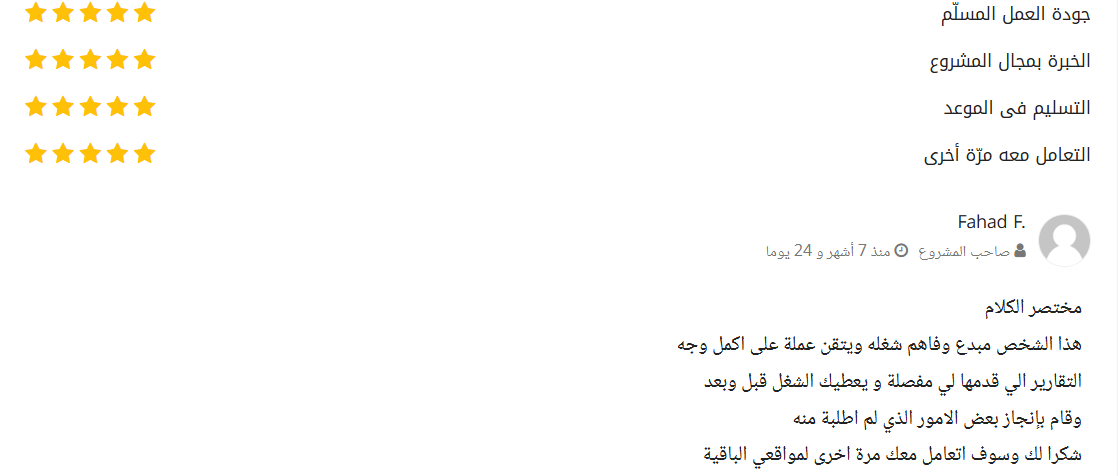 جودة العمل المسلّم
الخبرة بمجال المشروع
التسليم فى الموعد
التعامل معه مرّة أخرى
Fahad F.
صاحب المشروع منذ 7 أشهر و 24 يوما
مختصر الكلام
هذا الشخص مبدع وفاهم شغله ويتقن عملة على اكمل وجه
التقارير الي قدمها لي مفصلة و يعطيك الشغل قبل وبعد
وقام بإنجاز بعض الامور الذي لم اطلبة منه
شكرا لك وسوف اتعامل معك مرة اخرى لمواقعي الباقية